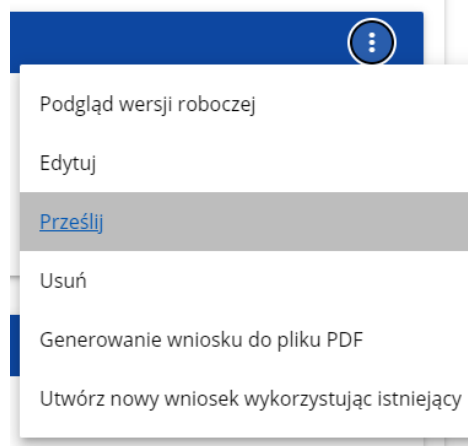 Podgląd wersji roboczej
Edytuj
Prześlij
Usuń
Generowanie wniosku do pliku PDF
Utwórz nowy wniosek wykorzystując istniejący